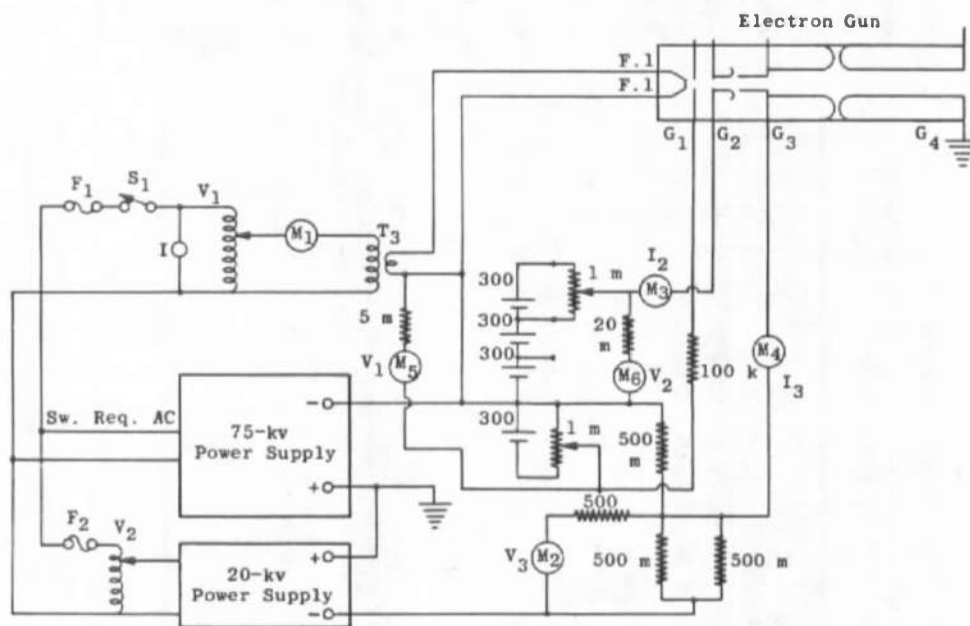 Electron Gun
F.1
F.1
G1 G2 G3 G4
F1 S1 V1
I
M1
T3
300
1 m
I2
M3
5 m
300
20 m
300
V1 M5
M6 V2
100 k
M4
I3
Sw. Req. AC
75-kv
Power Supply
-
+
300
1 m
500 m
500
F2 V2
20-kv
Power Supply
+
-
V3 M2
500 m
500 m